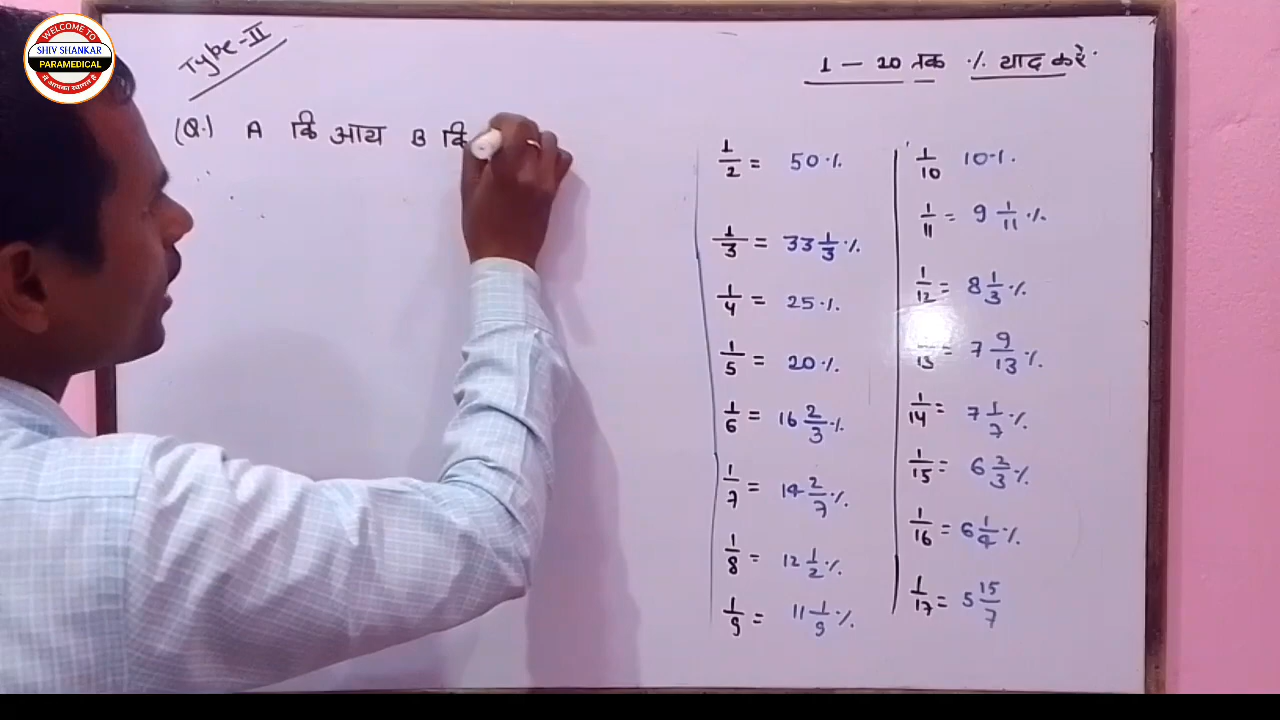 WELCOME TO
SHIV SHANKAR
PARAMEDICAL
में आपका स्वागत है
Type-II
1 - 20 तक % याद करें
(Q.) A कि आय B कि
1/2 = 50%
1/3 = 33 1/3 %
1/4 = 25%
1/5 = 20%
1/6 = 16 2/3 %
1/7 = 14 2/7 %
1/8 = 12 1/2 %
1/9 = 11 1/9 %
1/10 10%
1/11 = 9 1/11 %
1/12 = 8 1/3 %
13 = 7 9/13 %
1/14 = 7 1/7 %
1/15 = 6 2/3 %
1/16 = 6 1/4 %
1/17 = 5 15/7